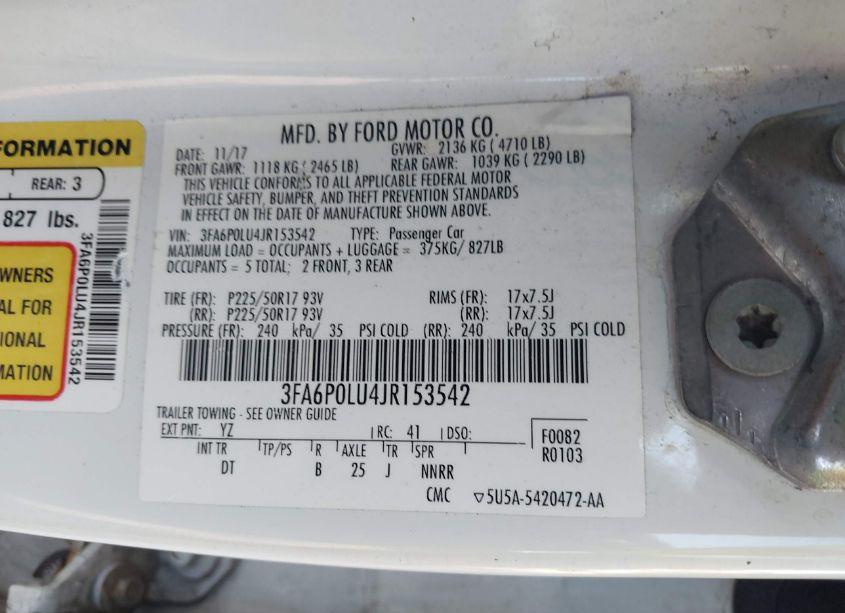 FORMATION
REAR: 3
827 lbs.
WNERS
AL FOR
IONAL
MATION
3FA6P0LU4JR153542
MFD. BY FORD MOTOR CO.
DATE: 11/17 GVWR: 2136 KG ( 4710 LB)
FRONT GAWR: 1118 KG ( 2465 LB) REAR GAWR: 1039 KG ( 2290 LB)
THIS VEHICLE CONFORMS TO ALL APPLICABLE FEDERAL MOTOR
VEHICLE SAFETY, BUMPER, AND THEFT PREVENTION STANDARDS
IN EFFECT ON THE DATE OF MANUFACTURE SHOWN ABOVE.
VIN: 3FA6P0LU4JR153542 TYPE: Passenger Car
MAXIMUM LOAD = OCCUPANTS + LUGGAGE = 375KG/ 827LB
OCCUPANTS = 5 TOTAL; 2 FRONT, 3 REAR
TIRE (FR): P225/50R17 93V RIMS (FR): 17x7.5J
(RR): P225/50R17 93V (RR): 17x7.5J
PRESSURE (FR): 240 kPa/ 35 PSI COLD (RR): 240 kPa/ 35 PSI COLD
3FA6P0LU4JR153542
TRAILER TOWING - SEE OWNER GUIDE
EXT PNT: YZ RC: 41 DSO: F0082
INT TR TP/PS R AXLE TR SPR R0103
DT B 25 J NNRR
CMC 5U5A-5420472-AA